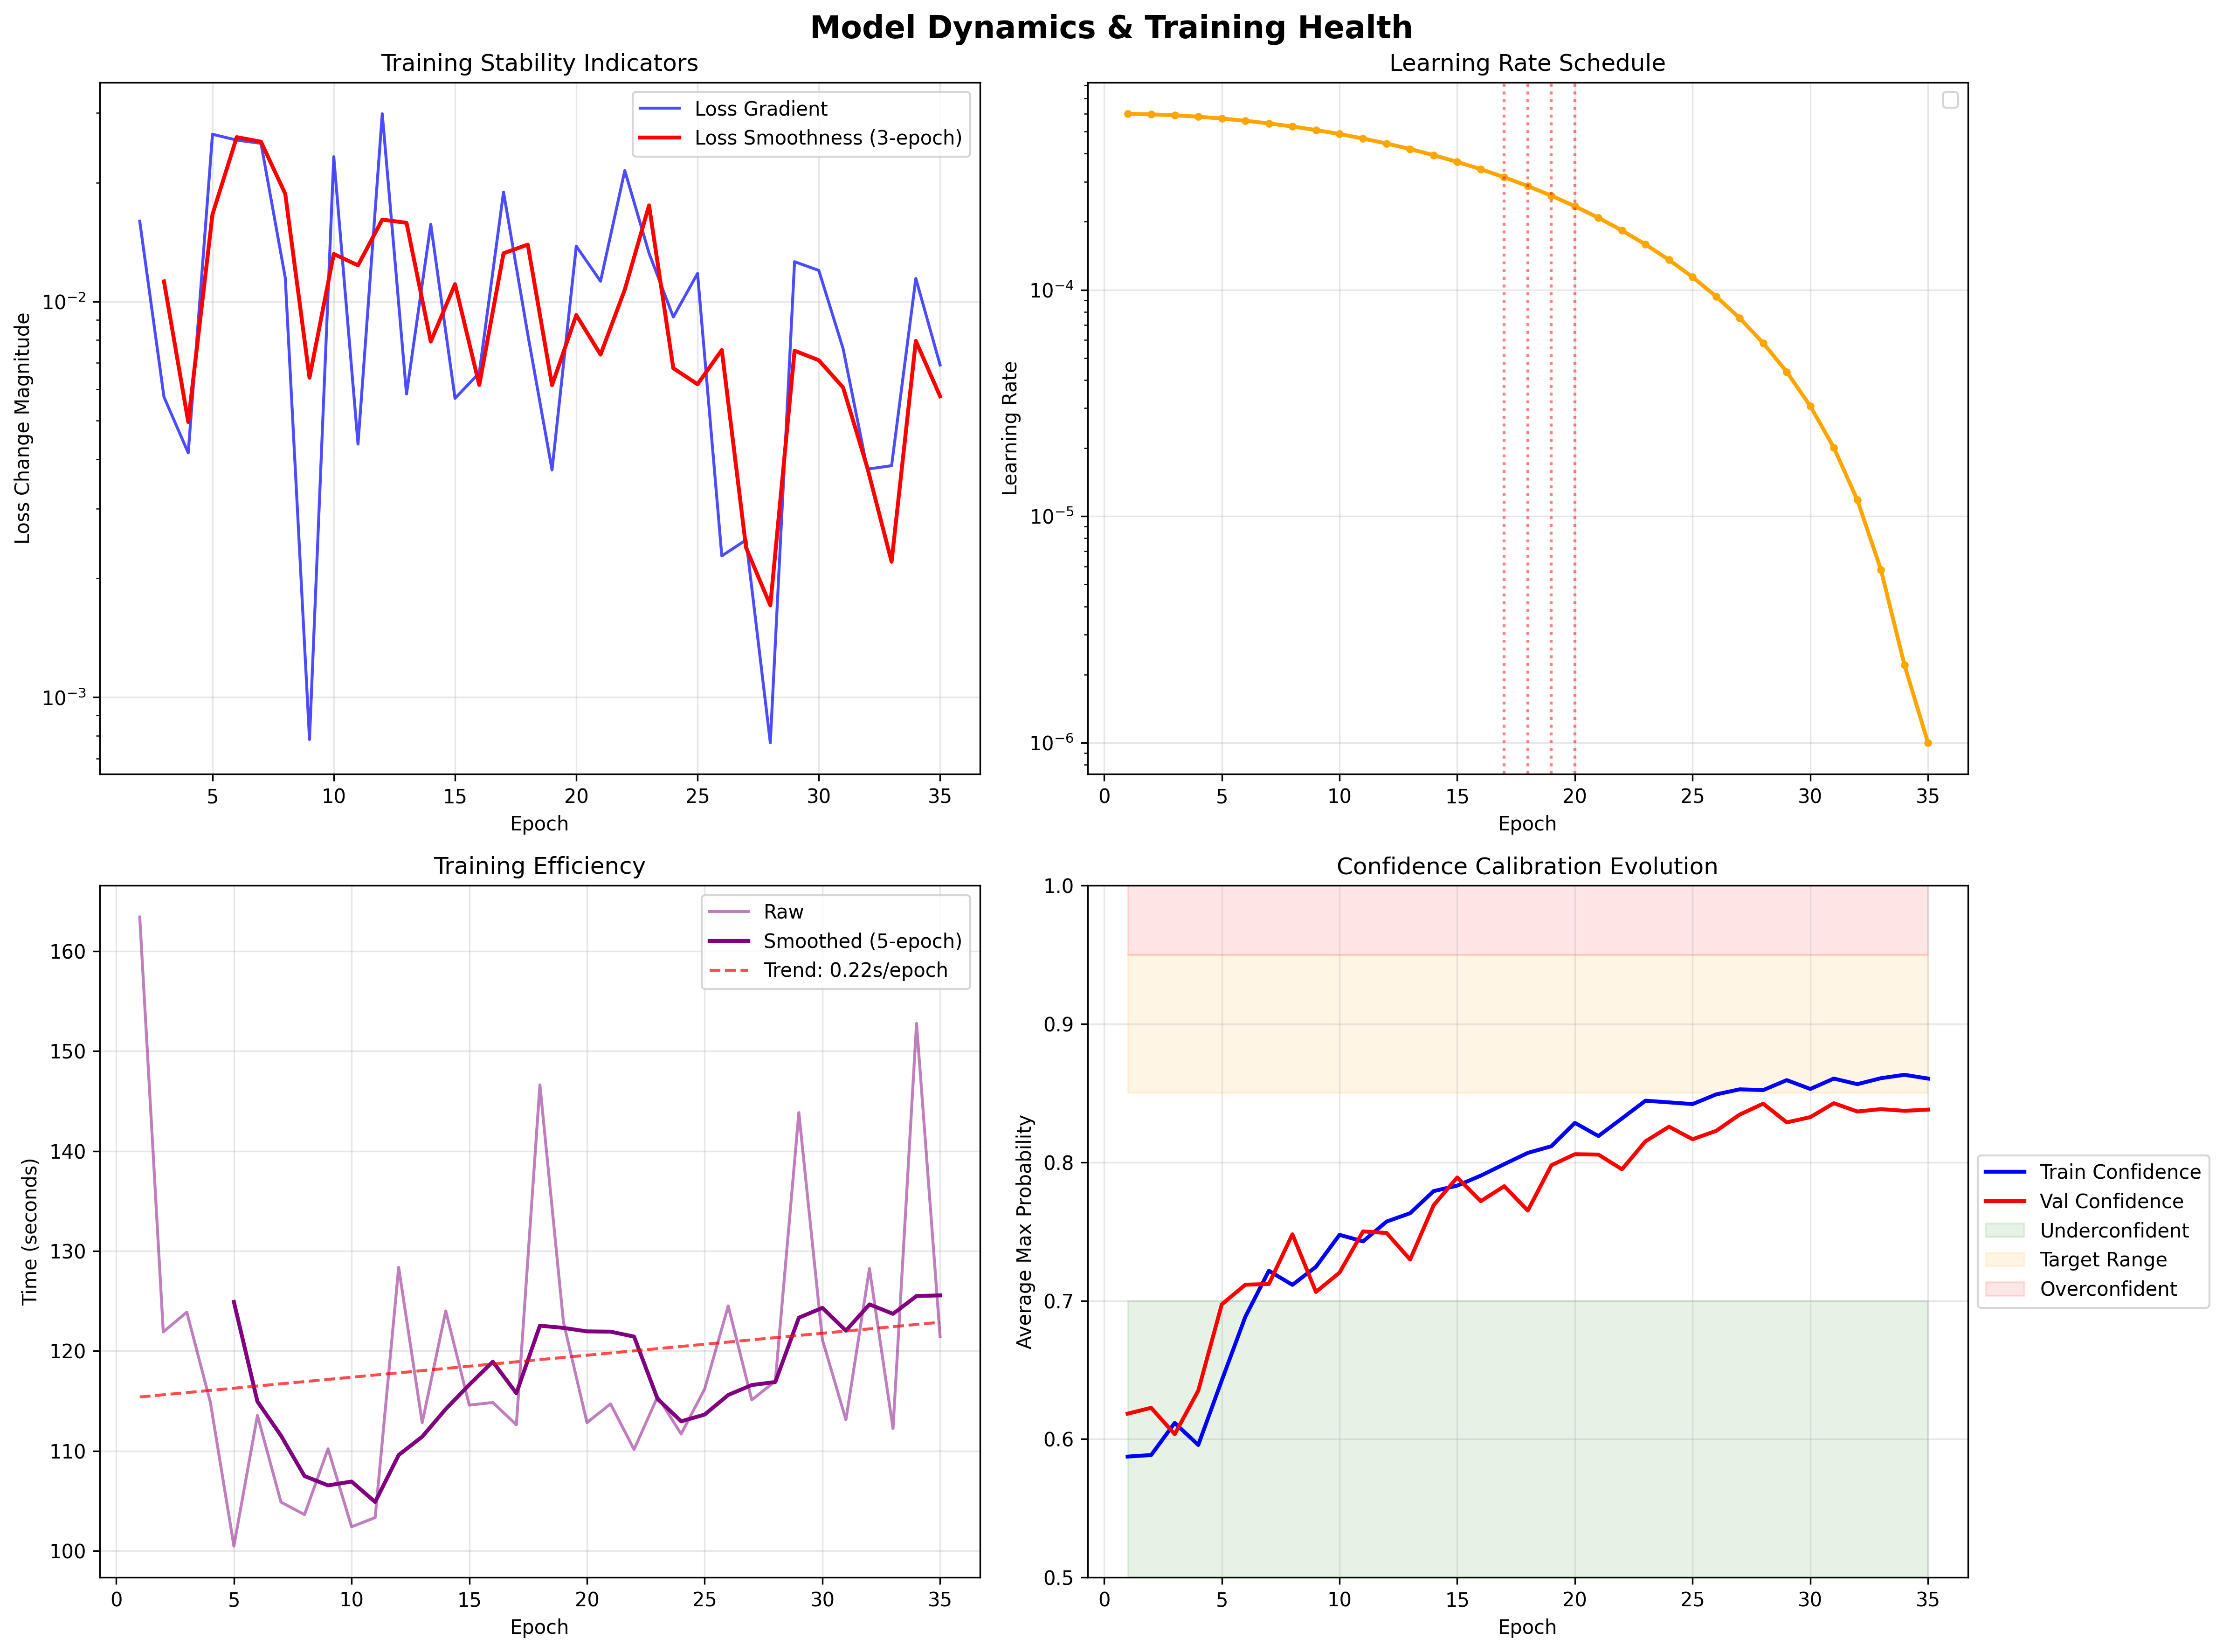 Model Dynamics & Training Health
Training Stability Indicators
Loss Gradient
Loss Smoothness (3-epoch)
Loss Change Magnitude
10⁻²
10⁻³
5 10 15 20 25 30 35
Epoch
Learning Rate Schedule
Learning Rate
10⁻⁴
10⁻⁵
10⁻⁶
0 5 10 15 20 25 30 35
Epoch
Training Efficiency
Raw
Smoothed (5-epoch)
Trend: 0.22s/epoch
Time (seconds)
160
150
140
130
120
110
100
0 5 10 15 20 25 30 35
Epoch
Confidence Calibration Evolution
Average Max Probability
1.0
0.9
0.8
0.7
0.6
0.5
0 5 10 15 20 25 30 35
Epoch
Train Confidence
Val Confidence
Underconfident
Target Range
Overconfident